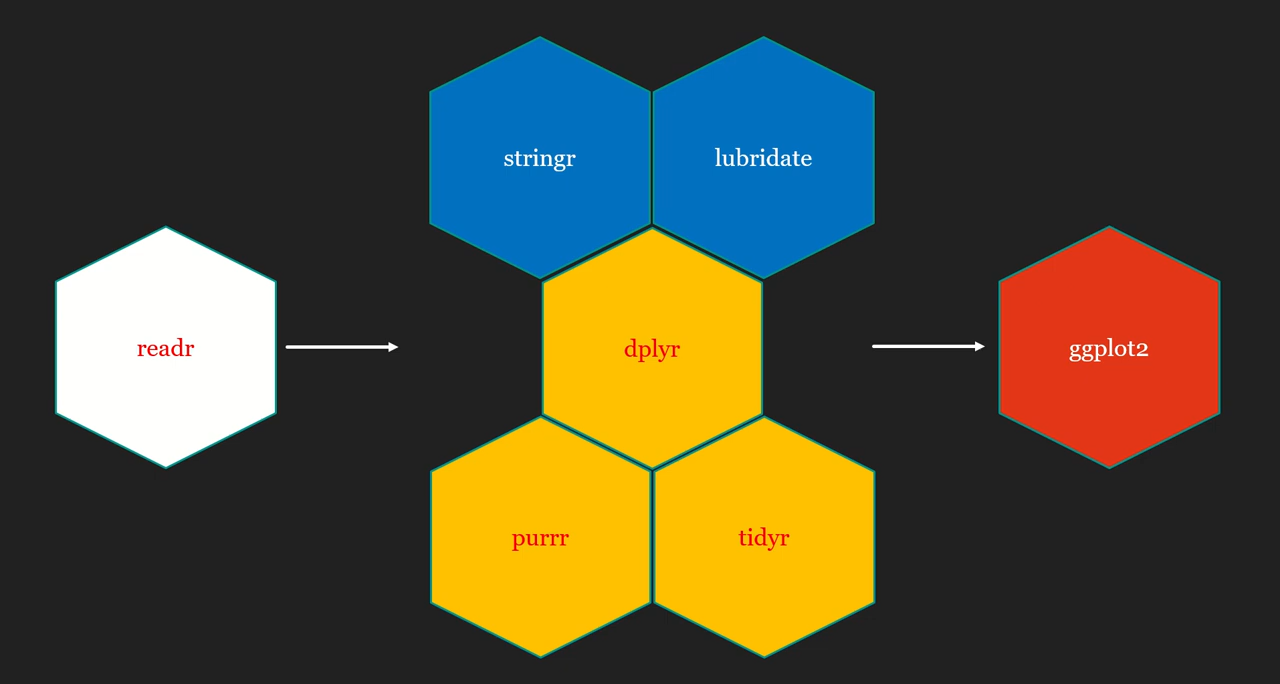 stringr
lubridate
readr
dplyr
ggplot2
purrr
tidyr